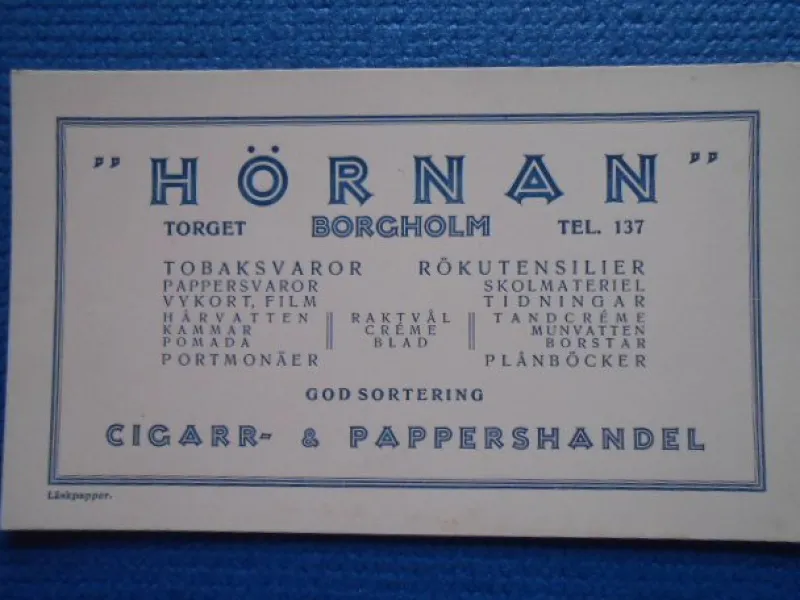 "HÖRNAN"
TORGET BORGHOLM TEL. 137
TOBAKSVAROR RÖKUTENSILIER
PAPPERSVAROR SKOLMATERIEL
VYKORT, FILM TIDNINGAR
HÅRVATTEN RAKTVÅL TANDCRÉME
KAMMAR CRÉME MUNVATTEN
POMADA BLAD BORSTAR
PORTMONÄER PLÅNBÖCKER
GOD SORTERING
CIGARR- & PAPPERSHANDEL
Läskpapper.